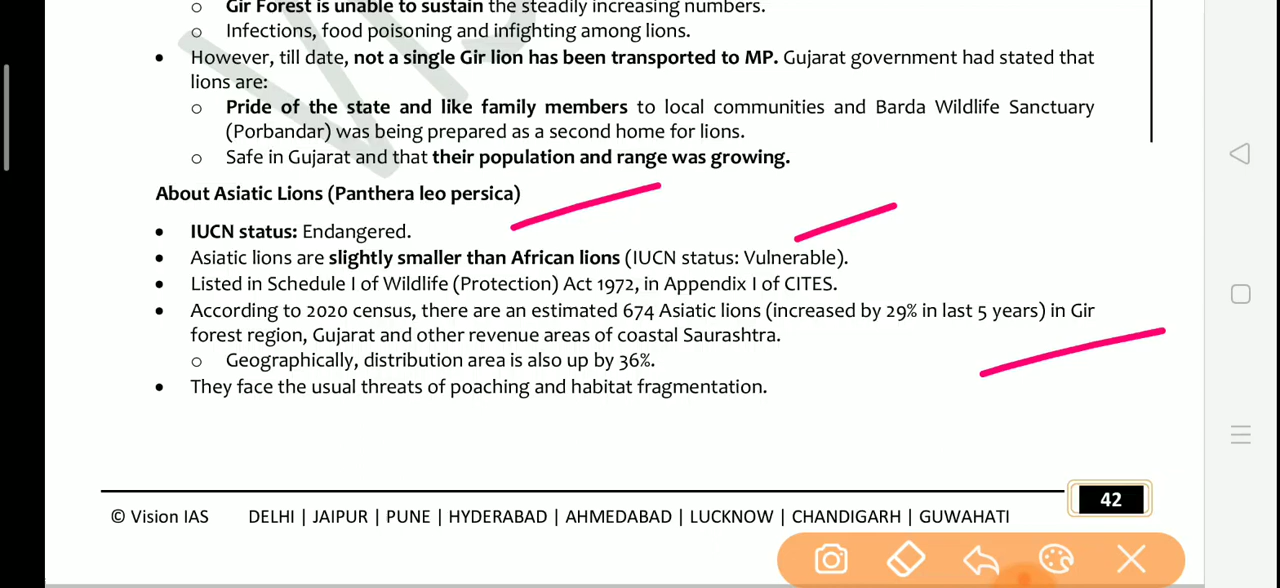 o Gir Forest is unable to sustain the steadily increasing numbers.
o Infections, food poisoning and infighting among lions.
• However, till date, not a single Gir lion has been transported to MP. Gujarat government had stated that
lions are:
o Pride of the state and like family members to local communities and Barda Wildlife Sanctuary
(Porbandar) was being prepared as a second home for lions.
o Safe in Gujarat and that their population and range was growing.
About Asiatic Lions (Panthera leo persica)
• IUCN status: Endangered.
• Asiatic lions are slightly smaller than African lions (IUCN status: Vulnerable).
• Listed in Schedule I of Wildlife (Protection) Act 1972, in Appendix I of CITES.
• According to 2020 census, there are an estimated 674 Asiatic lions (increased by 29% in last 5 years) in Gir
forest region, Gujarat and other revenue areas of coastal Saurashtra.
o Geographically, distribution area is also up by 36%.
• They face the usual threats of poaching and habitat fragmentation.
42
© Vision IAS DELHI | JAIPUR | PUNE | HYDERABAD | AHMEDABAD | LUCKNOW | CHANDIGARH | GUWAHATI